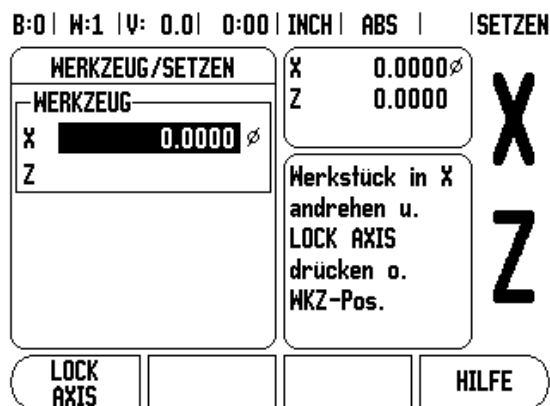 B:0 | W:1 | V: 0.0 | 0:00 | INCH | ABS | | SETZEN
WERKZEUG/SETZEN
WERKZEUG
X 0.0000 ⌀
Z
X 0.0000⌀
Z 0.0000
Werkstück in X
andrehen u.
LOCK AXIS
drücken o.
WKZ-Pos.
X
Z
LOCK
AXIS
HILFE